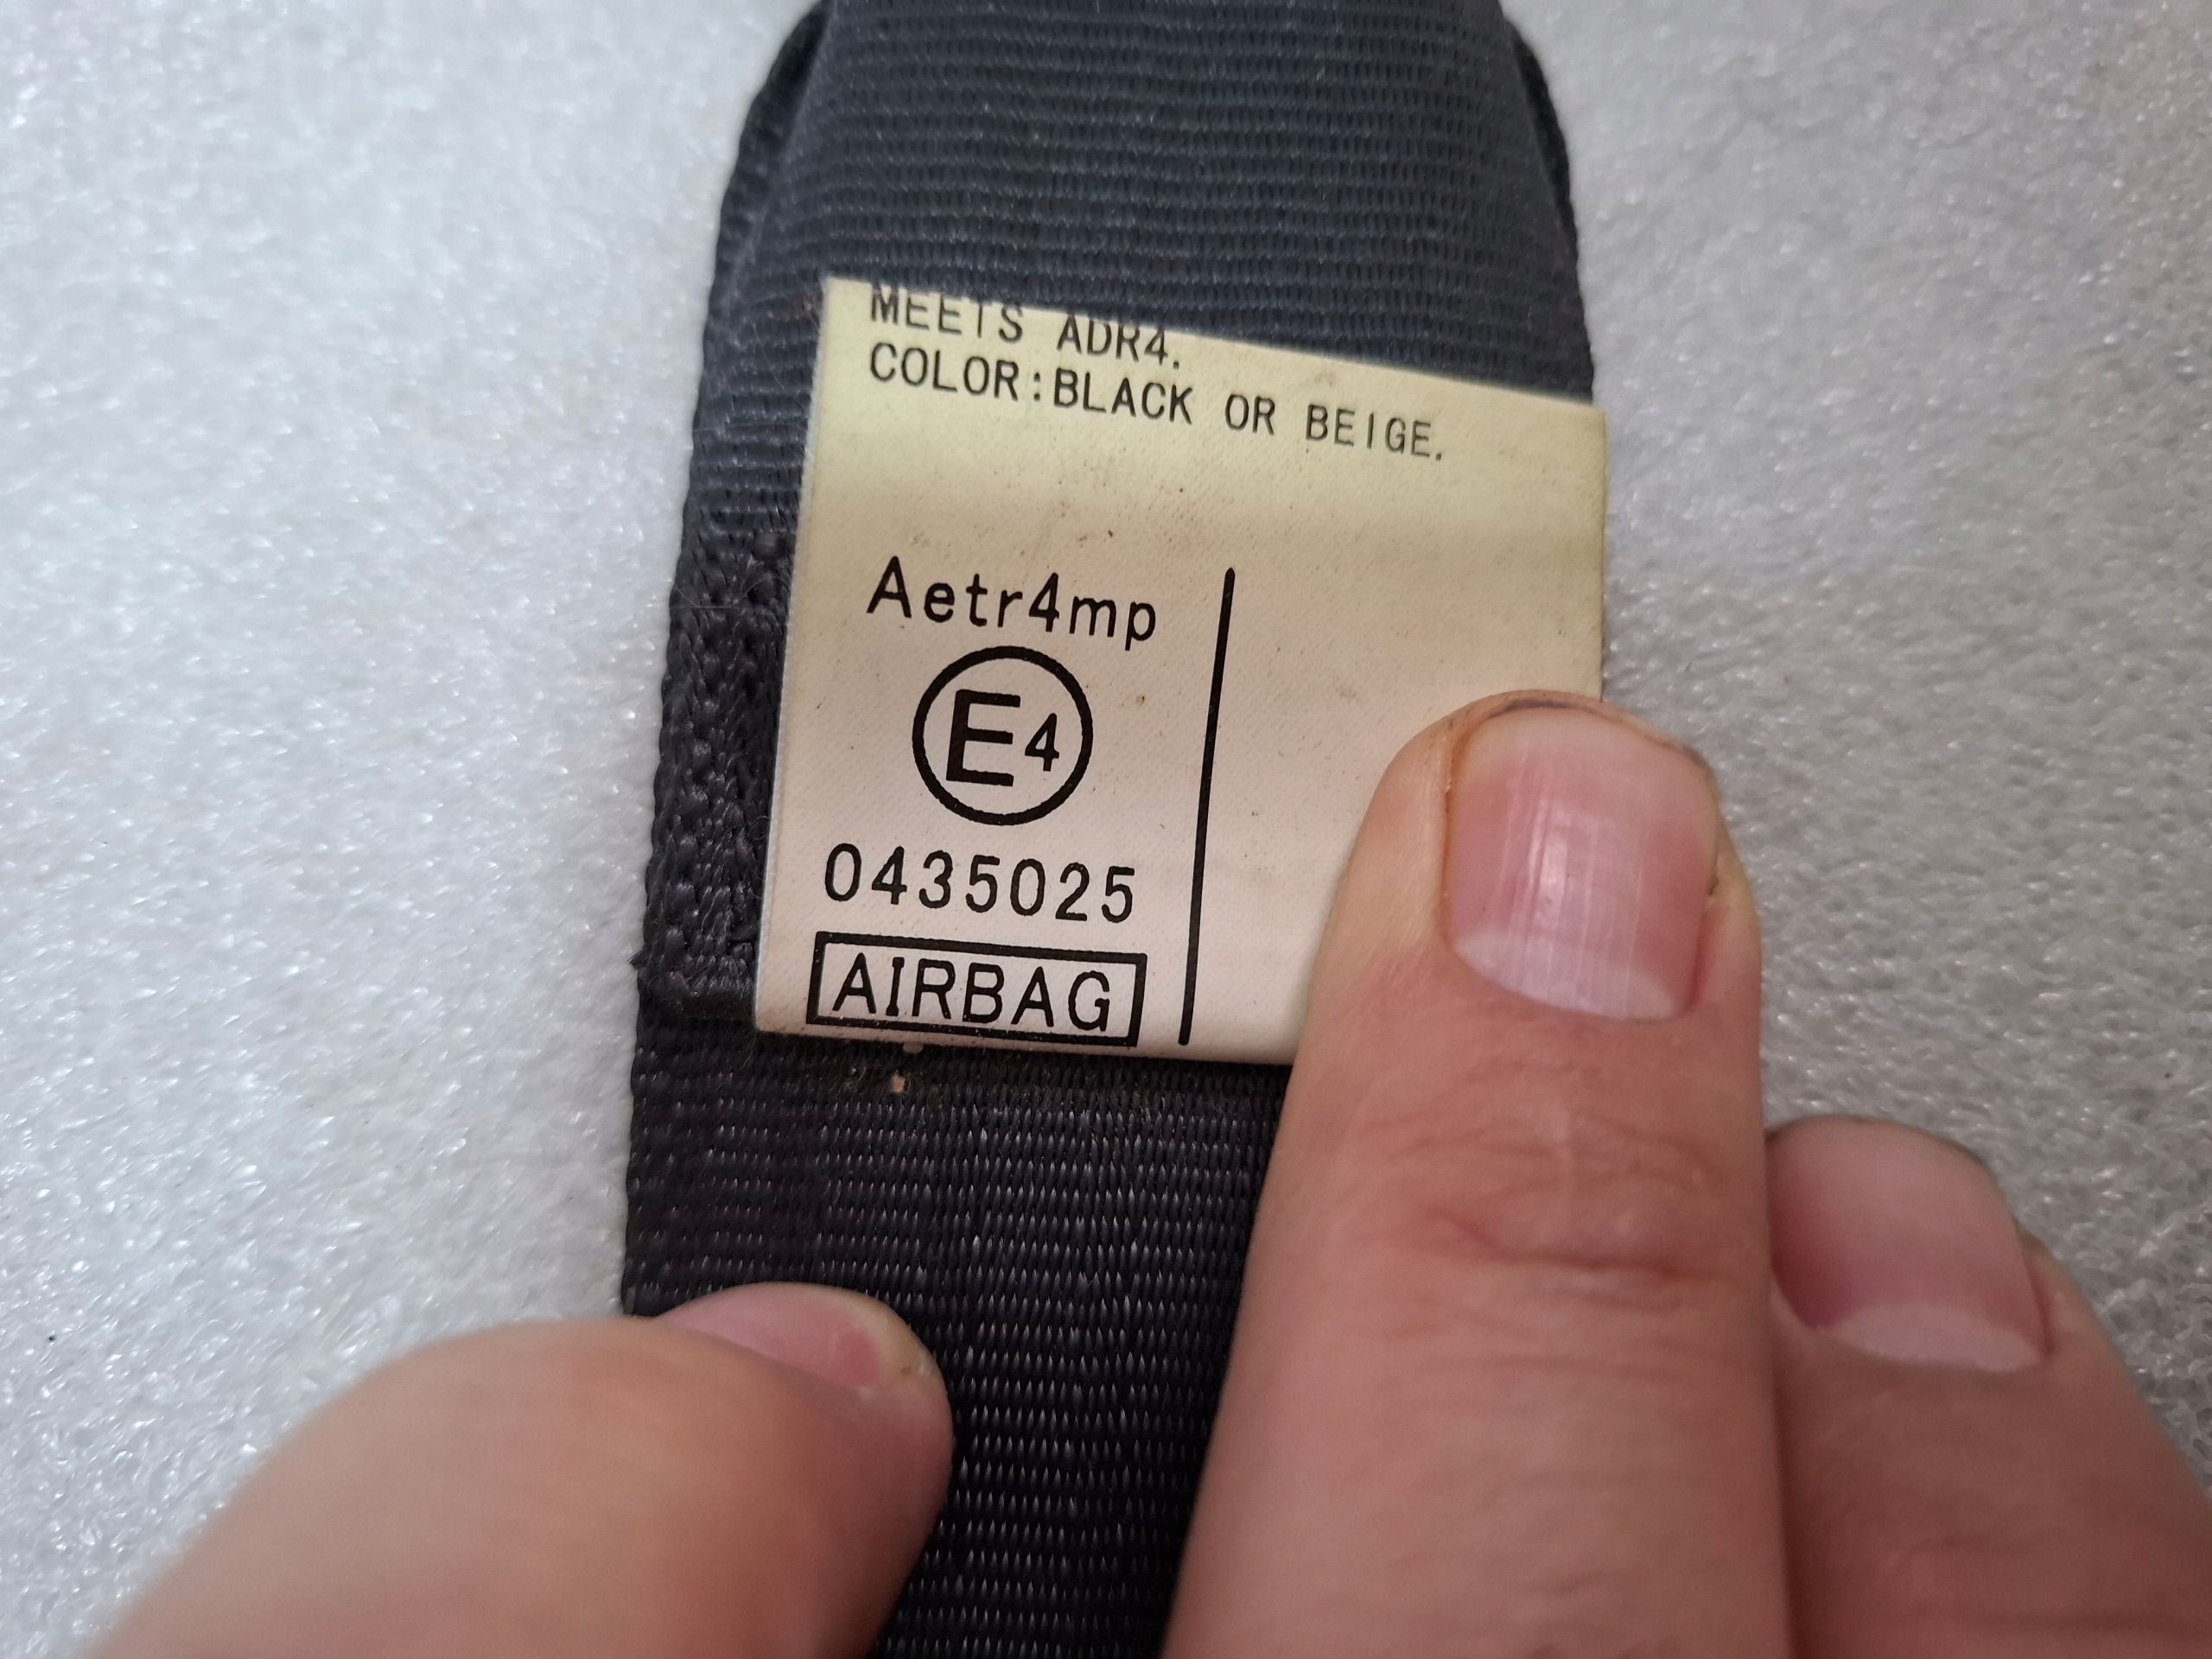 MEETS ADR4.
COLOR:BLACK OR BEIGE.
Aetr4mp
E4
0435025
AIRBAG